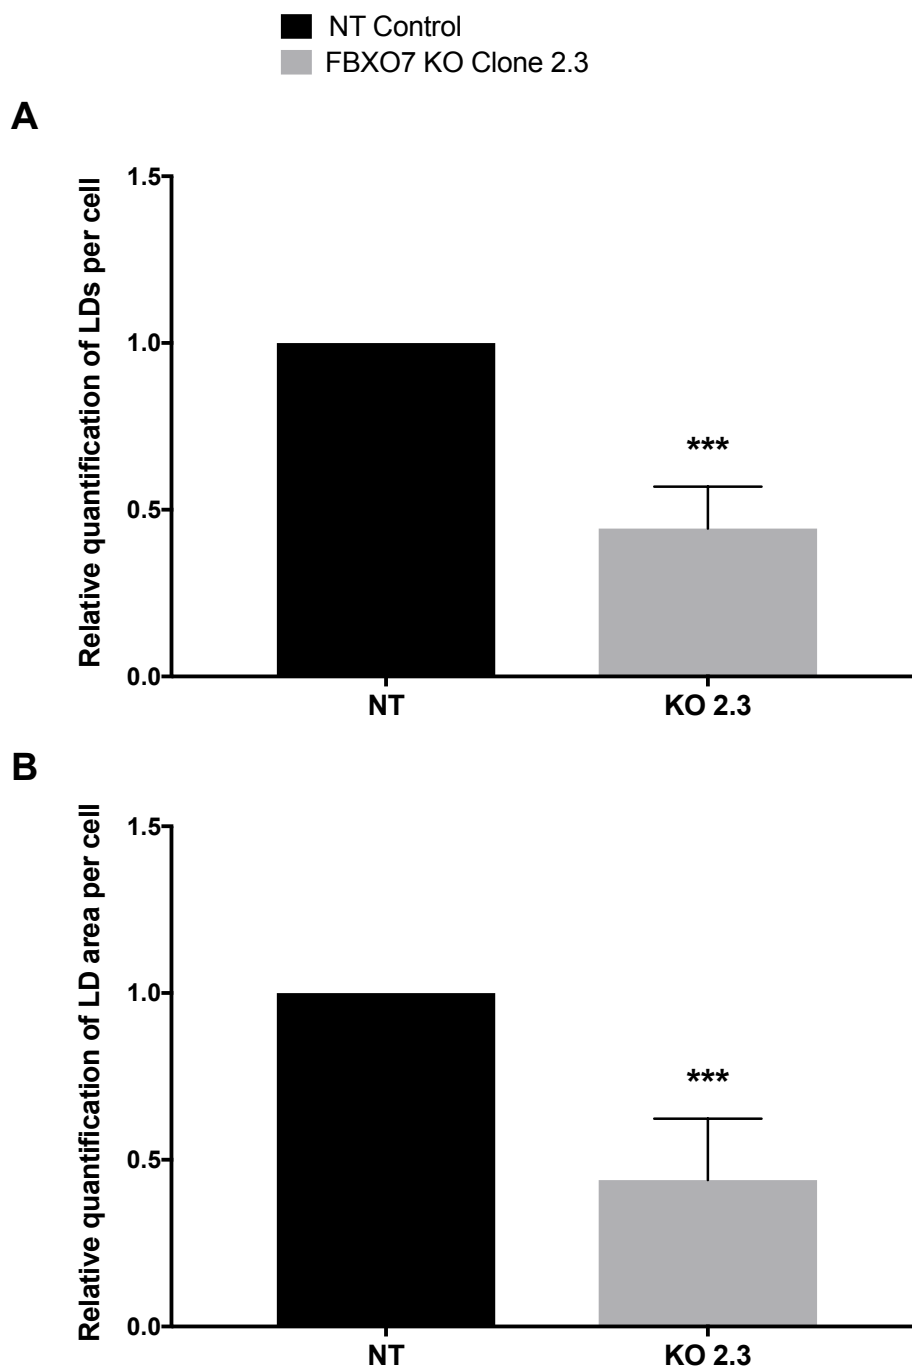 NT Control
FBXO7 KO Clone 2.3
A
Relative quantification of LDs per cell
1.5
1.0
0.5
0.0
***
NT
KO 2.3
B
Relative quantification of LD area per cell
1.5
1.0
0.5
0.0
***
NT
KO 2.3